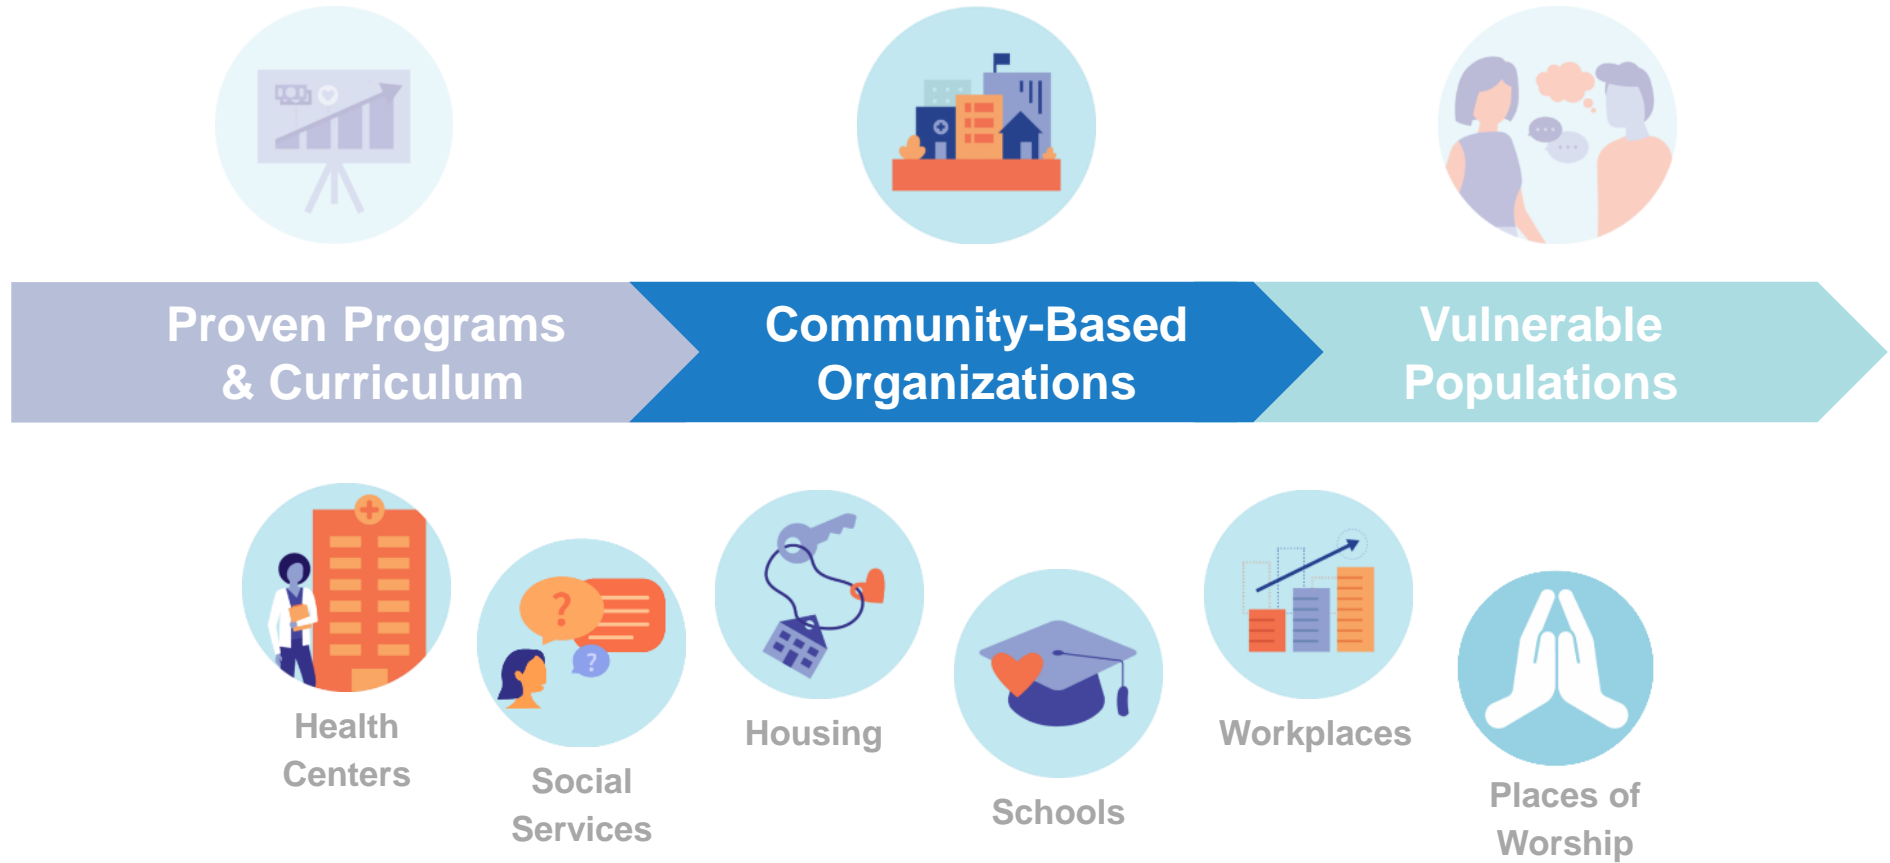 Proven Programs
& Curriculum
Community-Based
Organizations
Vulnerable
Populations
?
?
Health
Centers
Social
Services
Housing
Schools
Workplaces
Places of
Worship